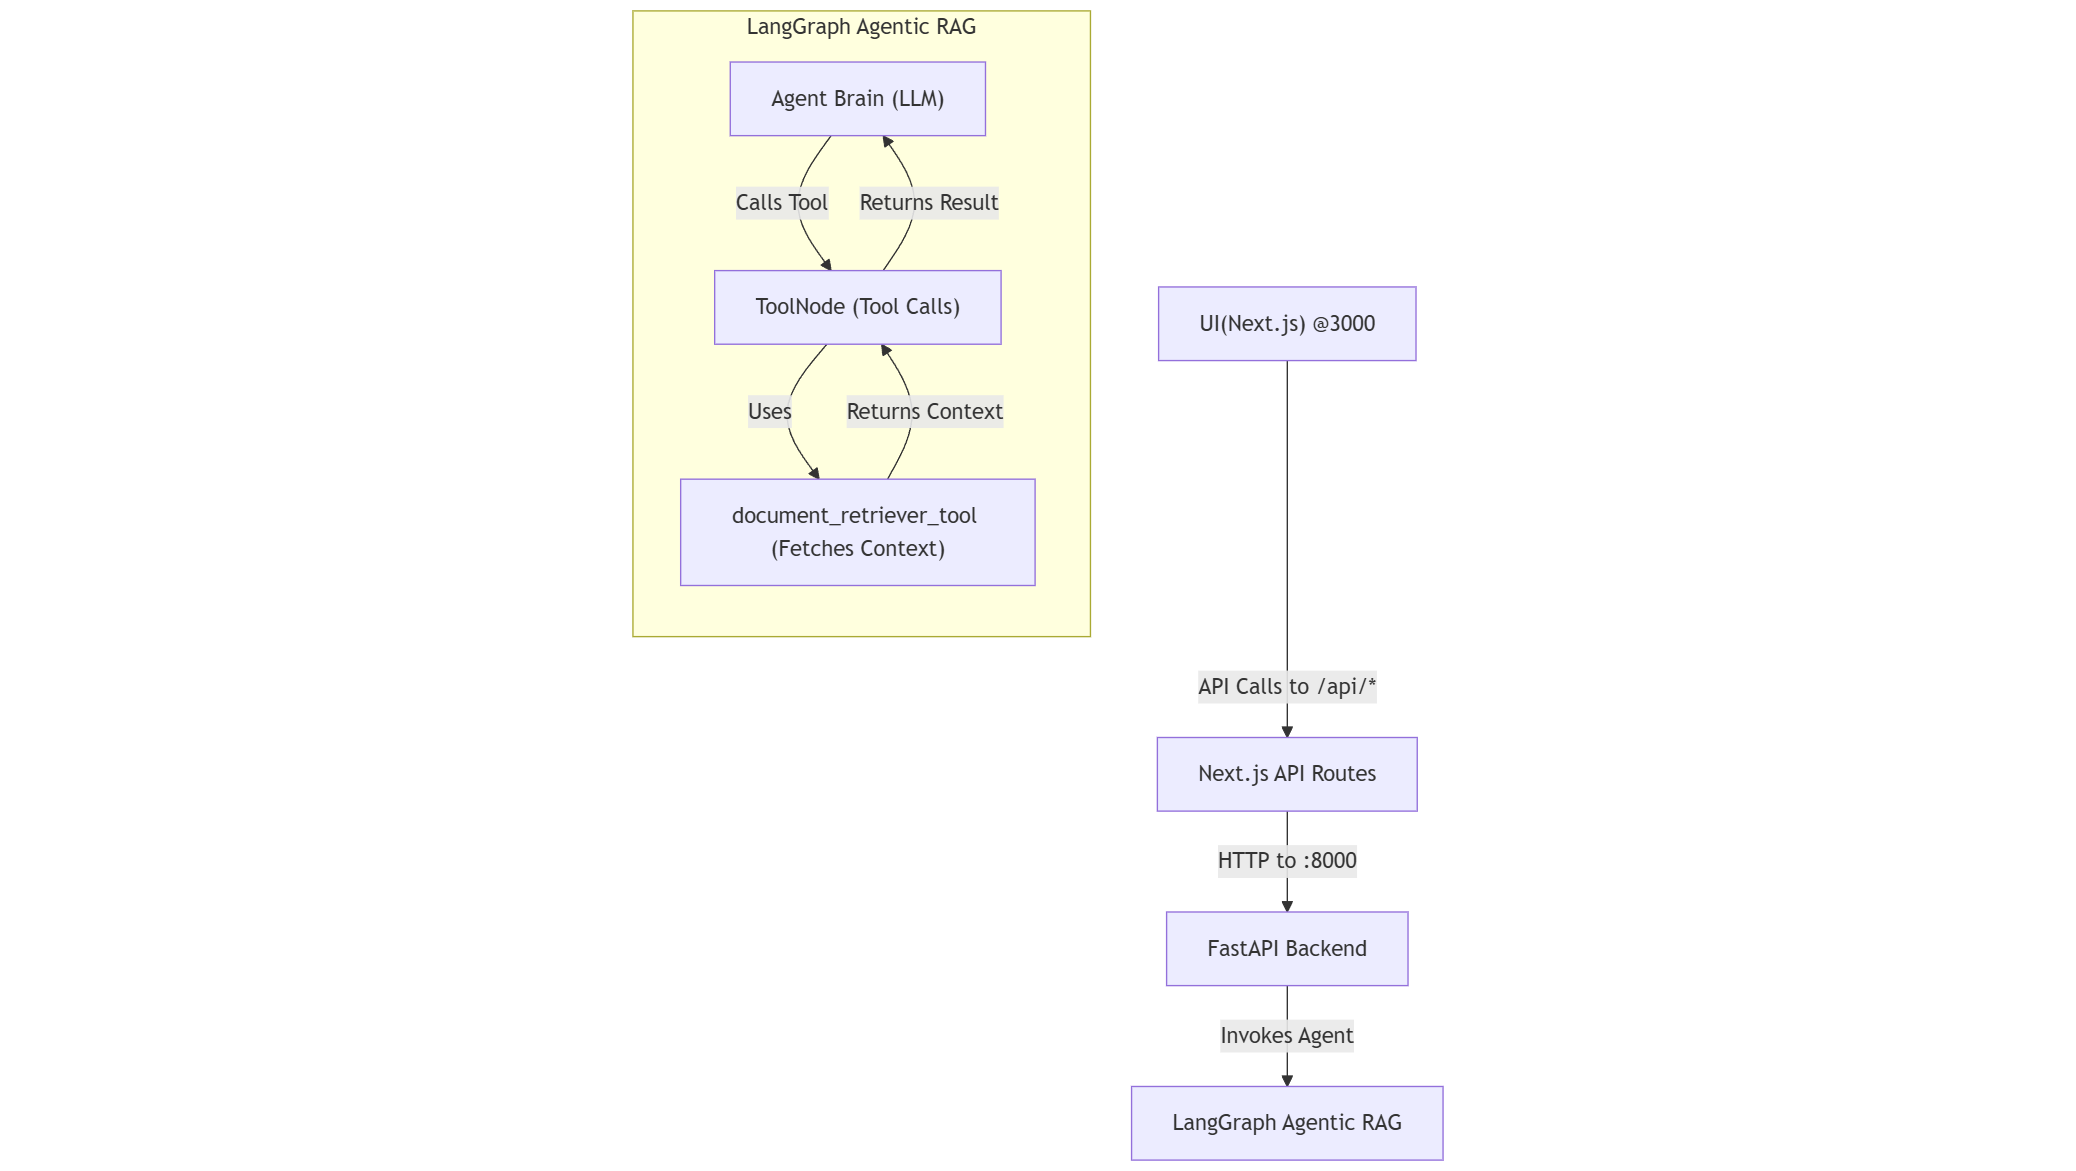 LangGraph Agentic RAG
Agent Brain (LLM)
Calls Tool
Returns Result
ToolNode (Tool Calls)
Uses
Returns Context
document_retriever_tool
(Fetches Context)
UI(Next.js) @3000
API Calls to /api/*
Next.js API Routes
HTTP to :8000
FastAPI Backend
Invokes Agent
LangGraph Agentic RAG